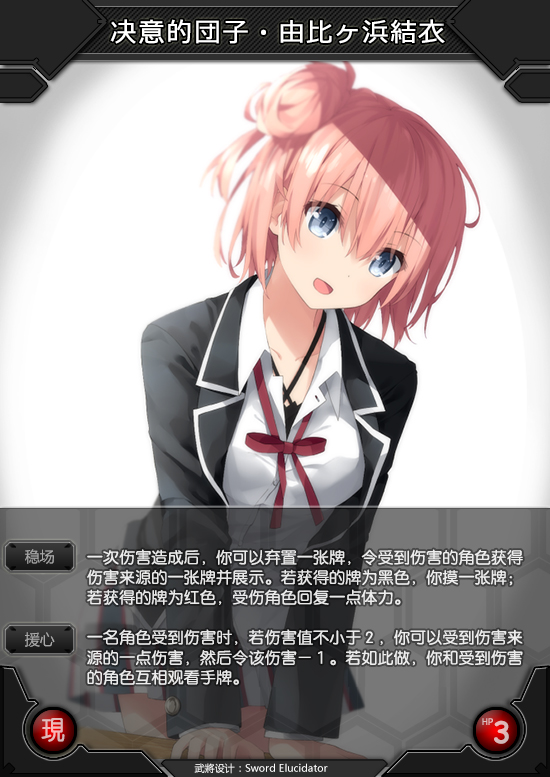 决意的団子・由比ヶ浜結衣
稳场
一次伤害造成后，你可以弃置一张牌，令受到伤害的角色获得
伤害来源的一张牌并展示。若获得的牌为黑色，你摸一张牌；
若获得的牌为红色，受伤角色回复一点体力。
援心
一名角色受到伤害时，若伤害值不小于２，你可以受到伤害来
源的一点伤害，然后令该伤害－１。若如此做，你和受到伤害
的角色互相观看手牌。
現
HP 3
武將设计：Sword Elucidator